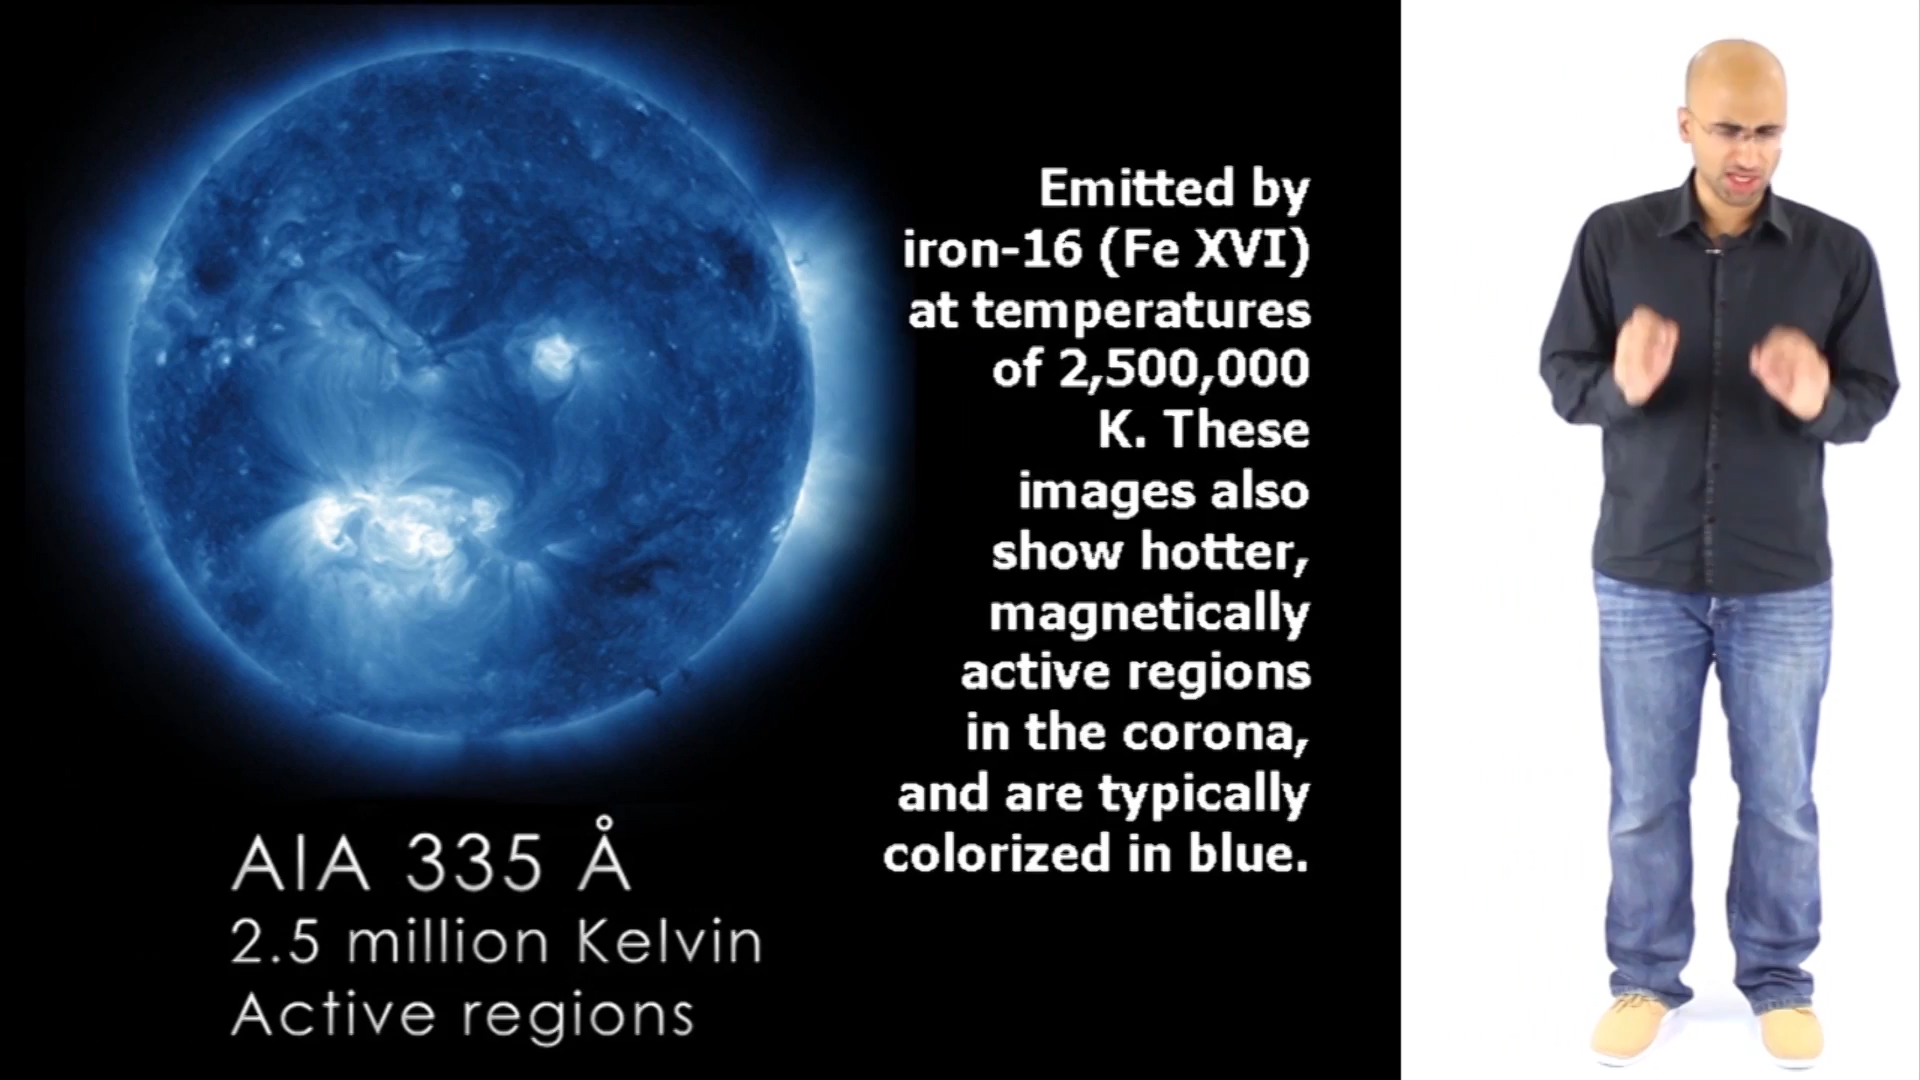 Emitted by
iron-16 (Fe XVI)
at temperatures
of 2,500,000
K. These
images also
show hotter,
magnetically
active regions
in the corona,
and are typically
colorized in blue.
AIA 335 Å
2.5 million Kelvin
Active regions